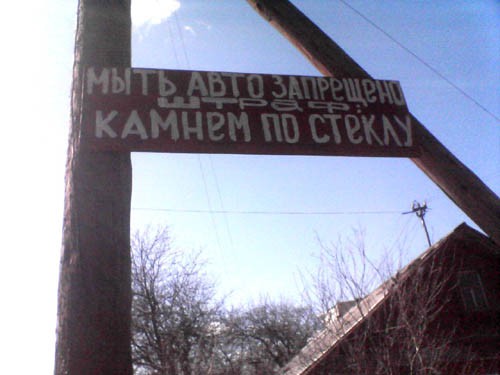 МЫТЬ АВТО ЗАПРЕЩЕНО
ШТРАФ:
КАМНЕМ ПО СТЕКЛУ